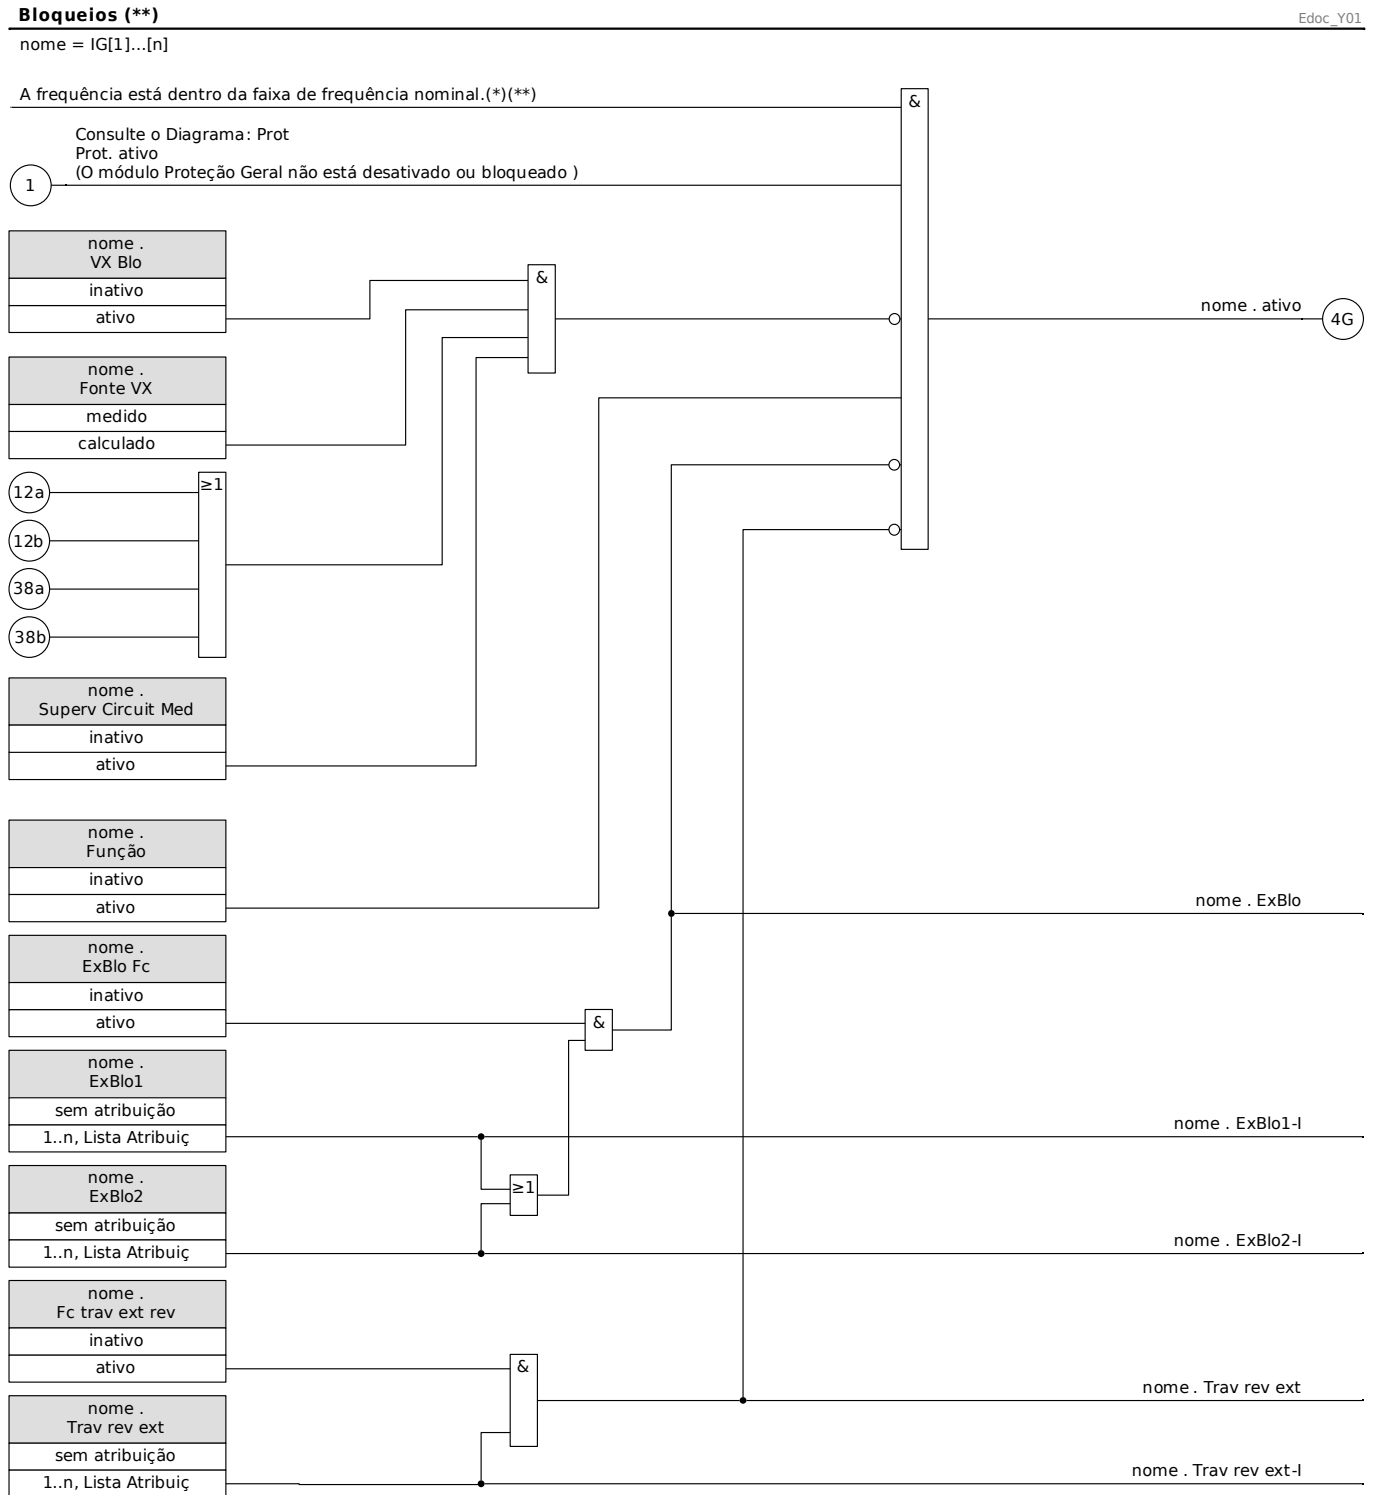 Bloqueios (**)
Edoc_Y01
nome = IG[1]...[n]
A frequência está dentro da faixa de frequência nominal.(*)(**)
&
Consulte o Diagrama: Prot
Prot. ativo
(O módulo Proteção Geral não está desativado ou bloqueado )
1
nome .
VX Blo
inativo
ativo
&
nome . ativo
4G
nome .
Fonte VX
medido
calculado
12a
≥1
12b
38a
38b
nome .
Superv Circuit Med
inativo
ativo
nome .
Função
inativo
ativo
nome . ExBlo
nome .
ExBlo Fc
inativo
ativo
&
nome .
ExBlo1
sem atribuição
1..n, Lista Atribuiç
nome . ExBlo1-I
nome .
ExBlo2
≥1
sem atribuição
1..n, Lista Atribuiç
nome . ExBlo2-I
nome .
Fc trav ext rev
inativo
ativo
&
nome . Trav rev ext
nome .
Trav rev ext
sem atribuição
1..n, Lista Atribuiç
nome . Trav rev ext-I